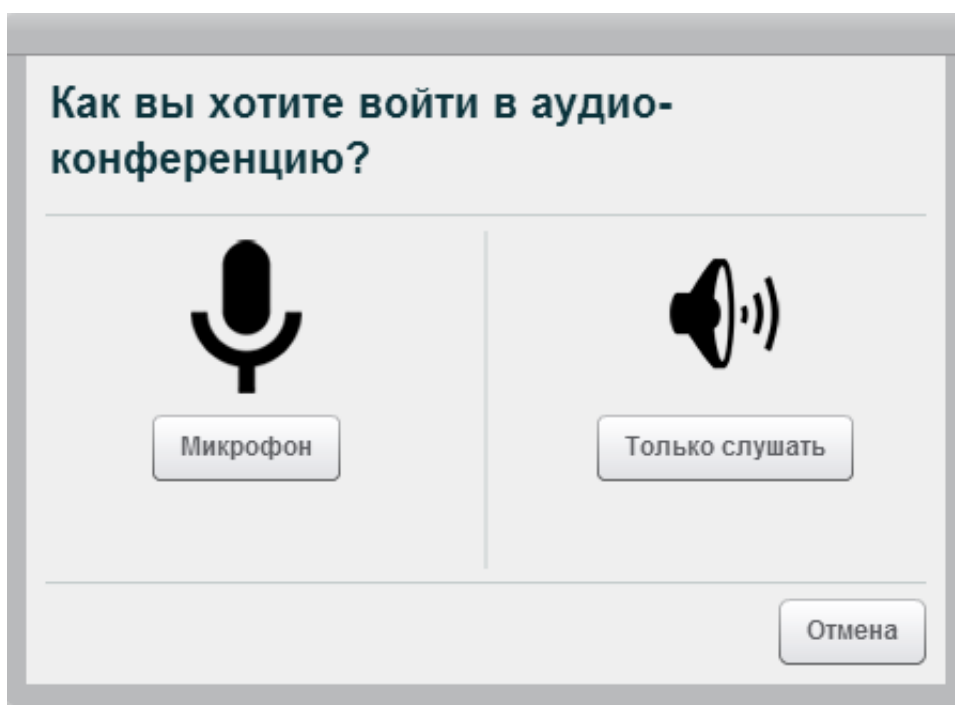 Как вы хотите войти в аудио-
конференцию?
Микрофон
Только слушать
Отмена